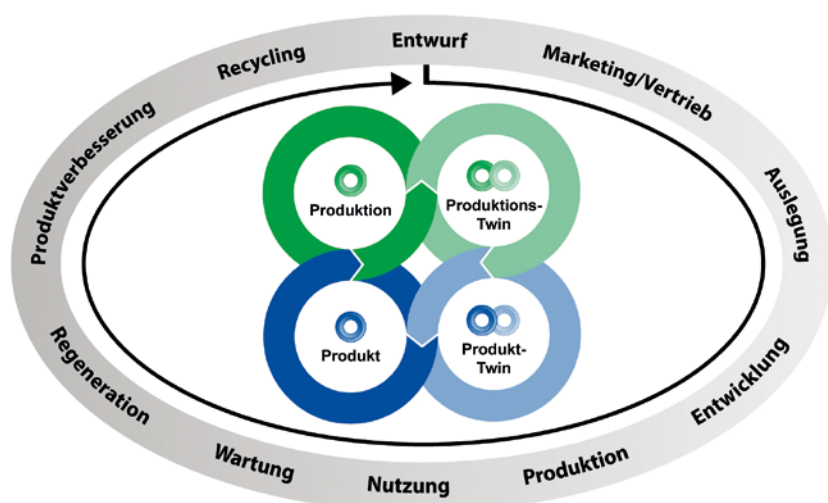 Entwurf
Marketing/Vertrieb
Auslegung
Entwicklung
Produktion
Nutzung
Wartung
Regeneration
Produktverbesserung
Recycling
Produktion
Produktions-
Twin
Produkt
Produkt-
Twin